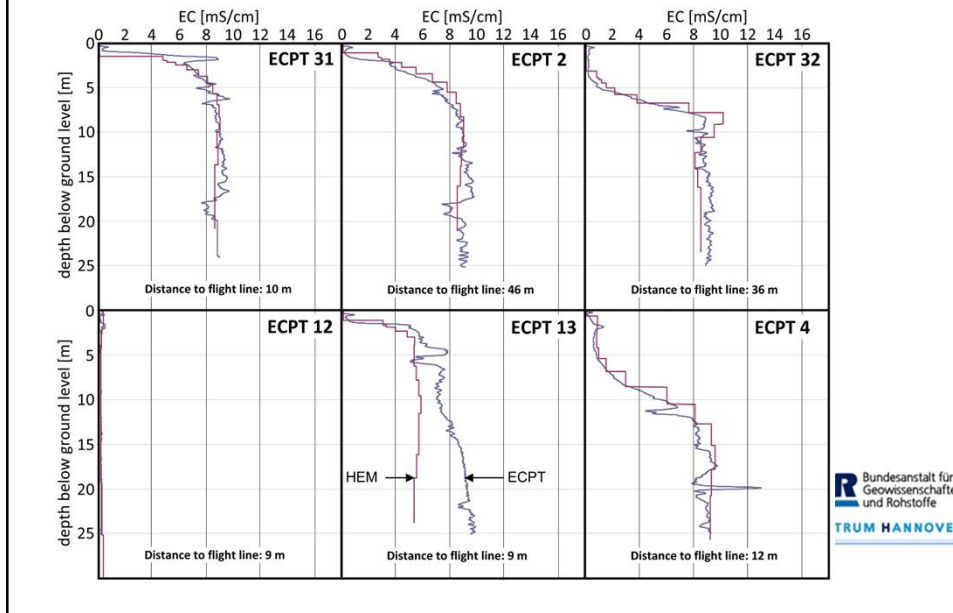 EC [mS/cm] EC [mS/cm] EC [mS/cm]
0 2 4 6 8 10 12 16 0 2 4 6 8 10 12 16 0 2 4 6 8 10 12 16
depth below ground level [m]
0
5
10
15
20
25
ECPT 31
Distance to flight line: 10 m
ECPT 2
Distance to flight line: 46 m
ECPT 32
Distance to flight line: 36 m
depth below ground level [m]
0
5
10
15
20
25
ECPT 12
Distance to flight line: 9 m
ECPT 13
HEM
ECPT
Distance to flight line: 9 m
ECPT 4
Distance to flight line: 12 m
R Bundesanstalt für
Geowissenschafte
und Rohstoffe
TRUM HANNOVE